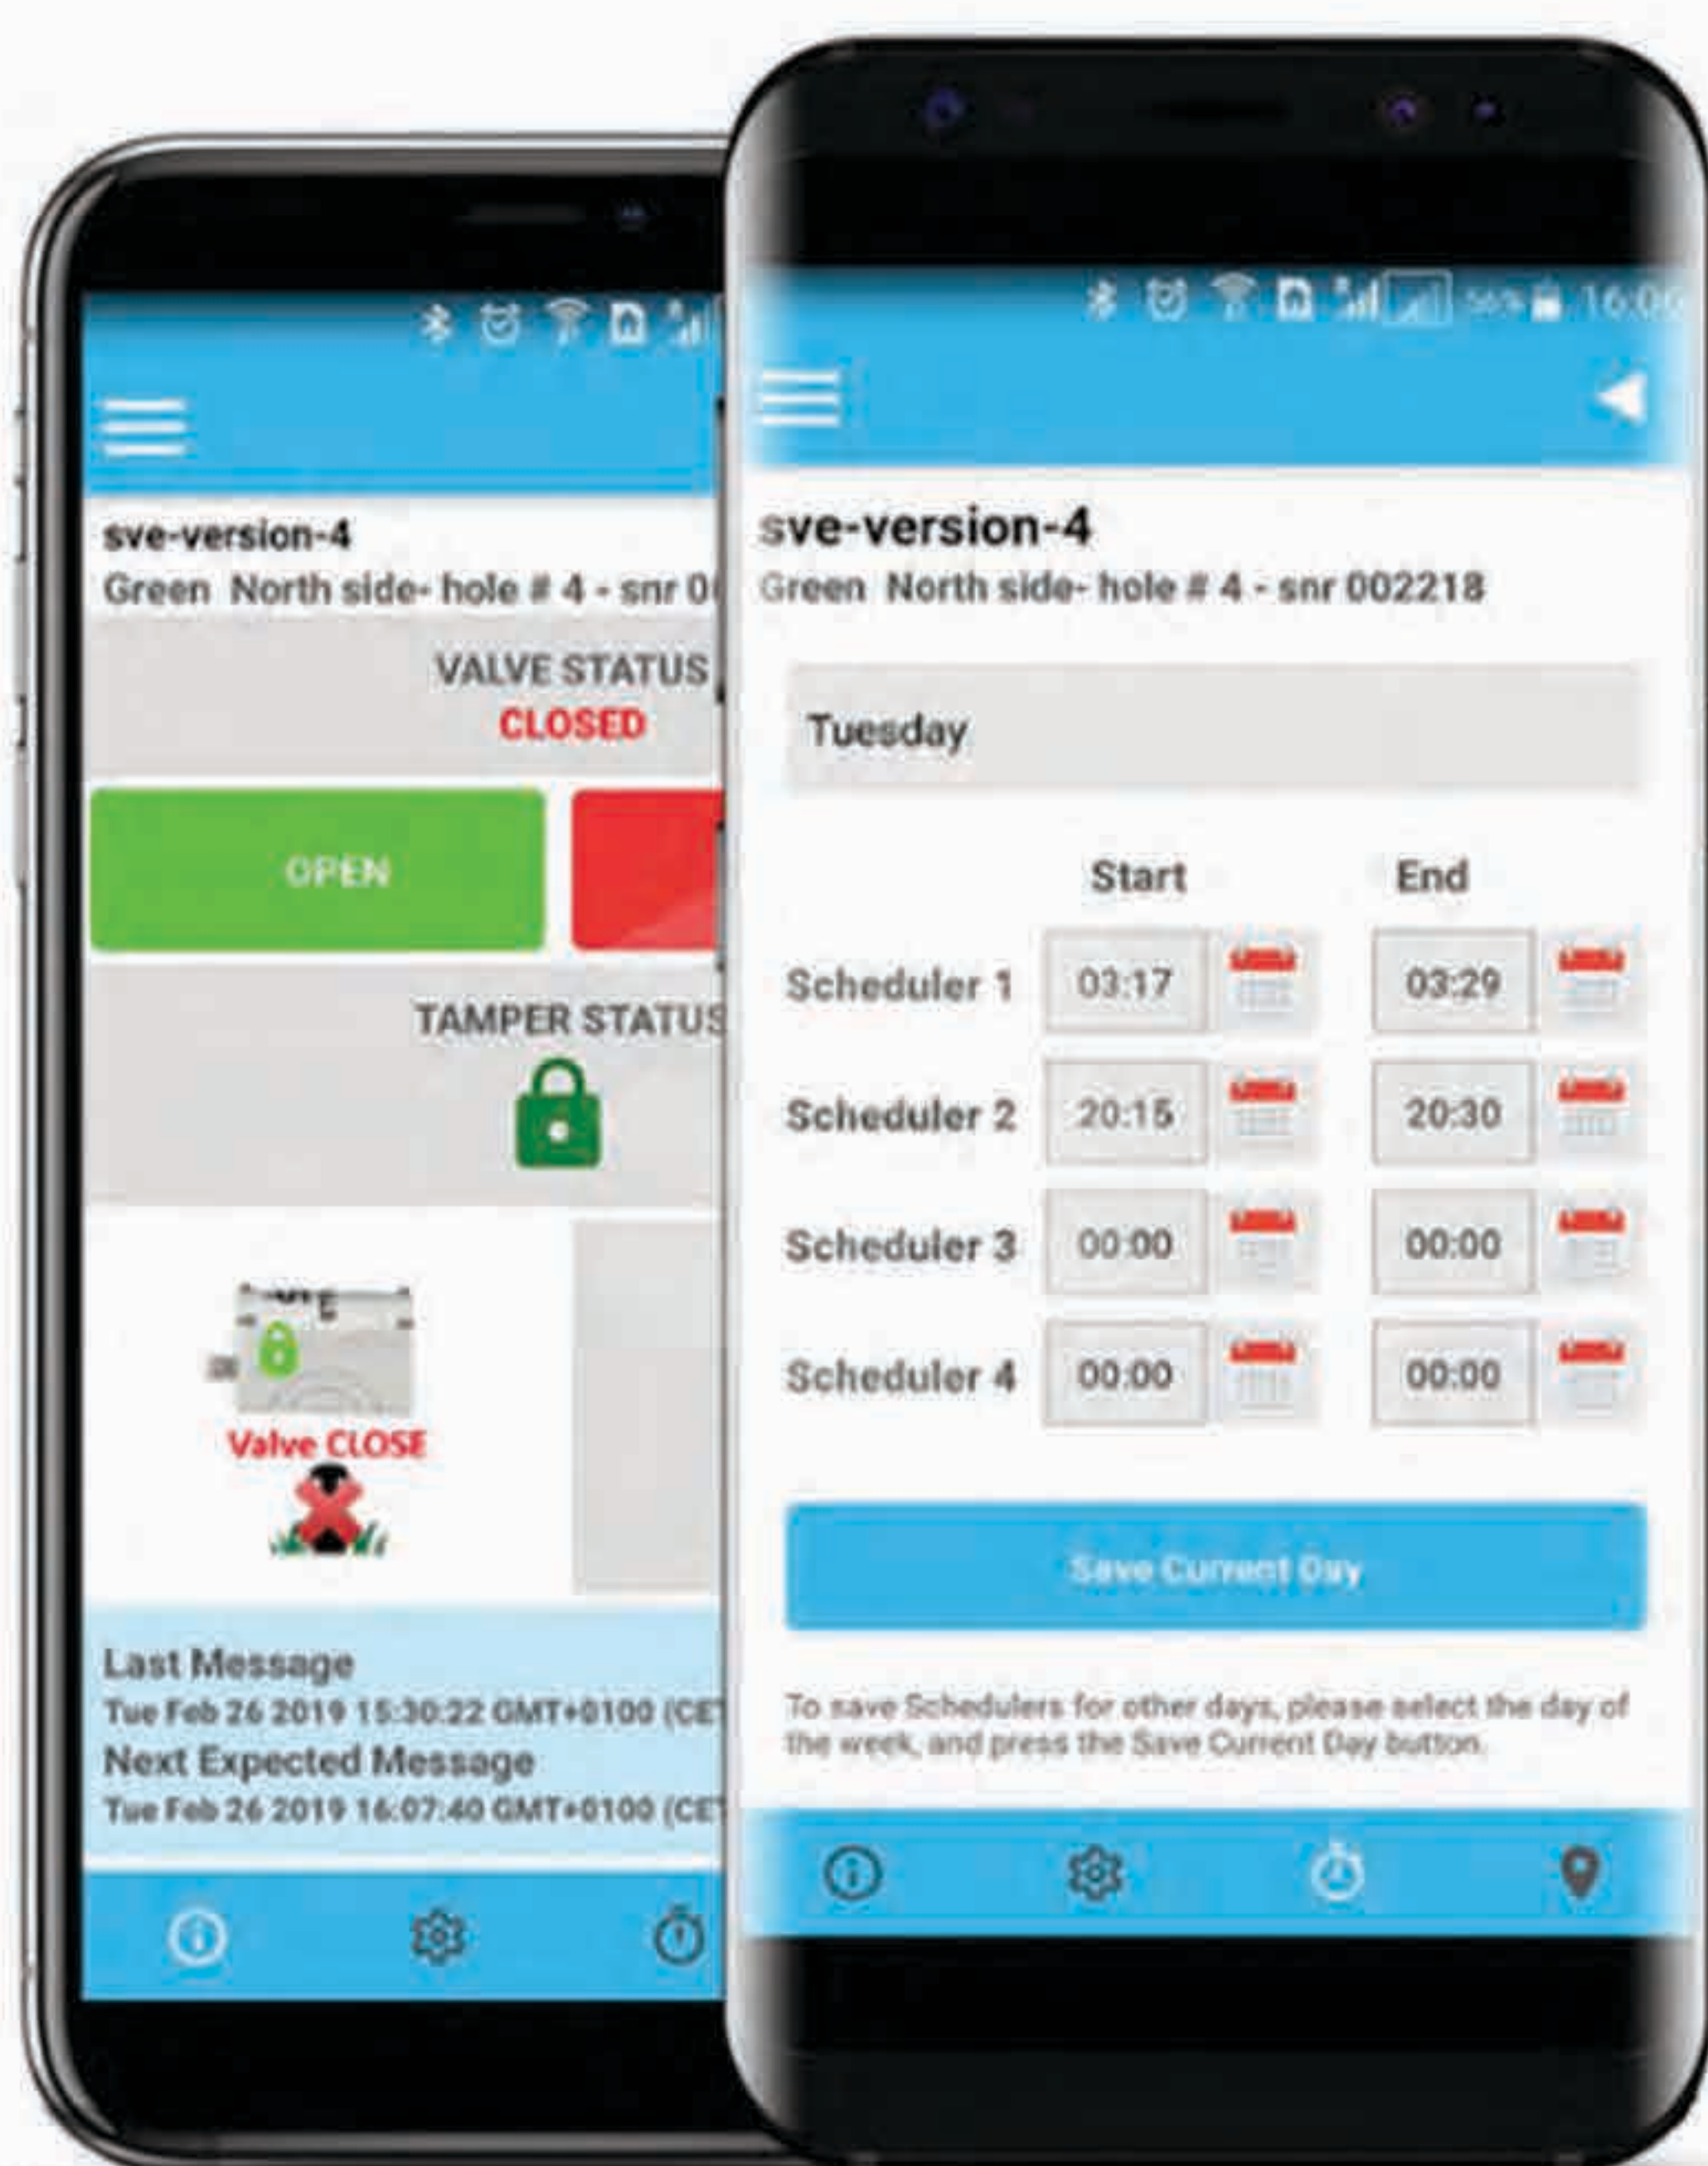 sve-version-4
Green North side- hole # 4 - snr 0
VALVE STATUS
CLOSED
OPEN
TAMPER STATUS
Valve CLOSE
Last Message
Tue Feb 26 2019 15:30:22 GMT+0100 (CET
Next Expected Message
Tue Feb 26 2019 16:07:40 GMT+0100 (CET
56% 16:06
sve-version-4
Green North side- hole # 4 - snr 002218
Tuesday
Start End
Scheduler 1 03:17 03:29
Scheduler 2 20:15 20:30
Scheduler 3 00:00 00:00
Scheduler 4 00:00 00:00
Save Current Day
To save Schedulers for other days, please select the day of
the week, and press the Save Current Day button.